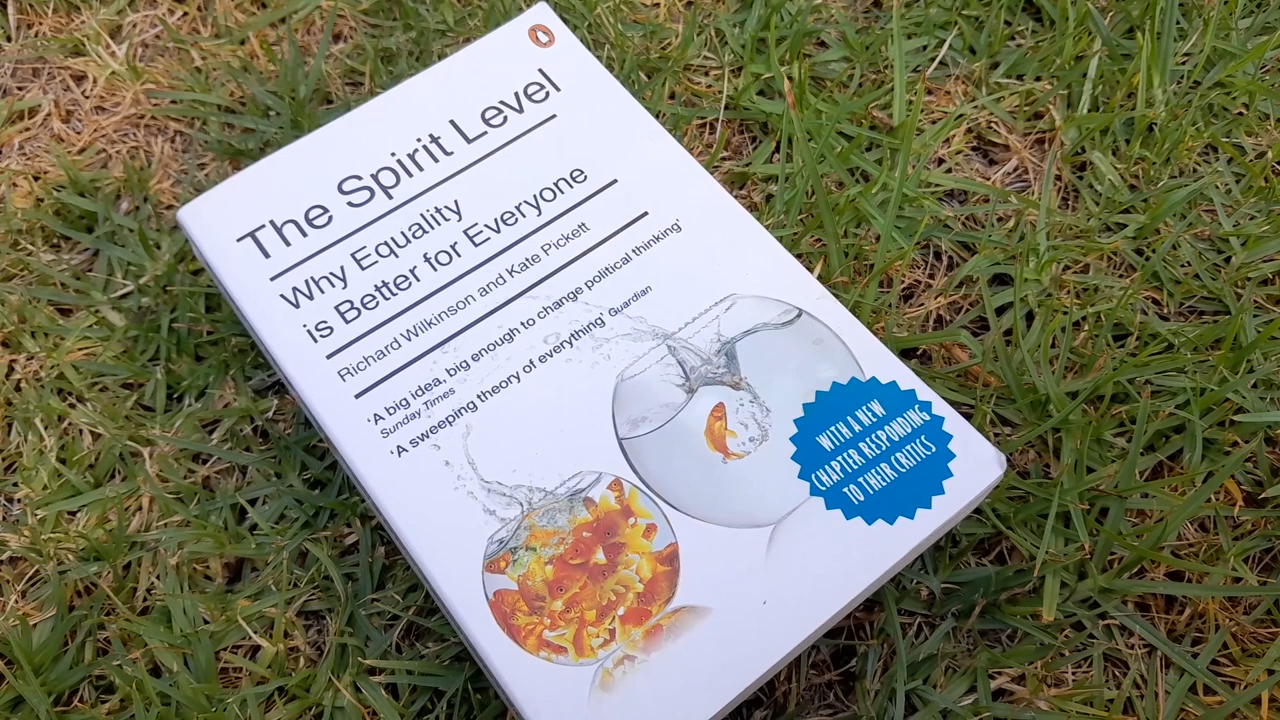 The Spirit Level
Why Equality
is Better for Everyone
Richard Wilkinson and Kate Pickett
‘A big idea, big enough to change political thinking’
Sunday Times
‘A sweeping theory of everything’ Guardian
WITH A NEW
CHAPTER RESPONDING
TO THEIR CRITICS